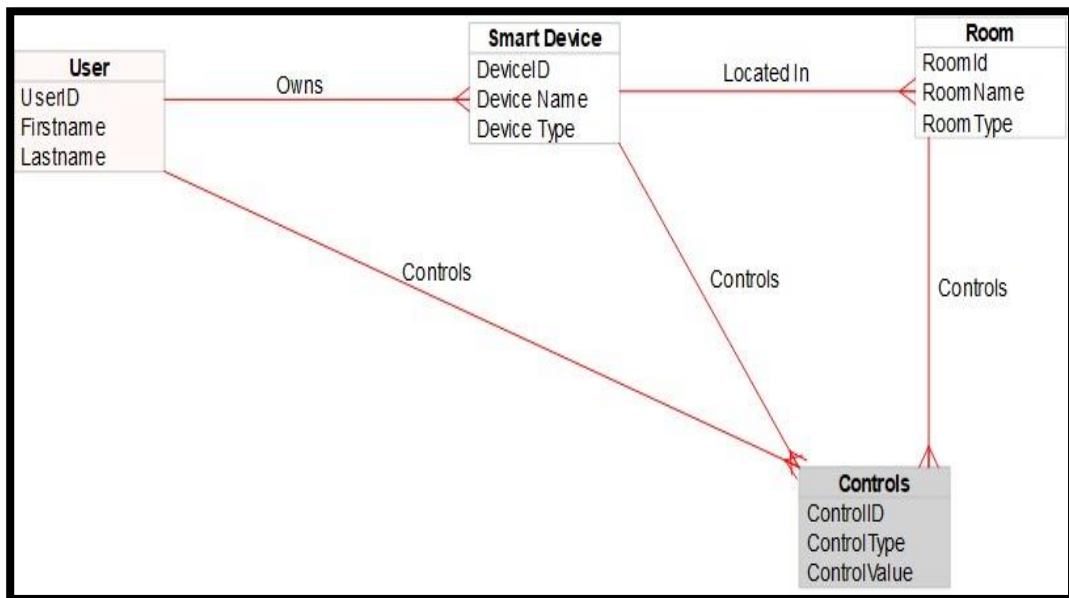 User
UserID
Firstname
Lastname
Owns
Smart Device
DeviceID
Device Name
Device Type
Located In
Room
RoomId
RoomName
RoomType
Controls
Controls
Controls
Controls
ControlID
ControlType
ControlValue